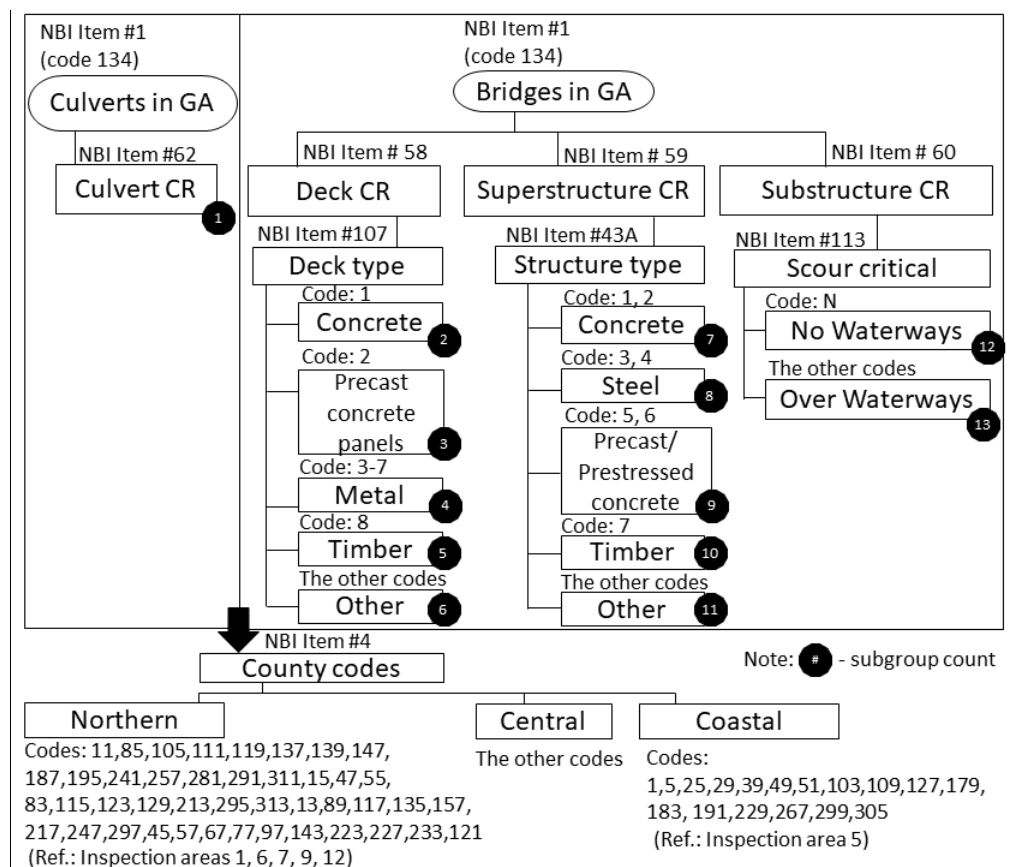 NBI Item #1
(code 134)
Culverts in GA
NBI Item #62
Culvert CR
1
NBI Item #1
(code 134)
Bridges in GA
NBI Item # 58
Deck CR
NBI Item #107
Deck type
Code: 1
Concrete
2
Code: 2
Precast
concrete
panels
3
Code: 3-7
Metal
4
Code: 8
Timber
5
The other codes
Other
6
NBI Item # 59
Superstructure CR
NBI Item #43A
Structure type
Code: 1, 2
Concrete
7
Code: 3, 4
Steel
8
Code: 5, 6
Precast/
Prestressed
concrete
9
Code: 7
Timber
10
The other codes
Other
11
NBI Item # 60
Substructure CR
NBI Item #113
Scour critical
Code: N
No Waterways
12
The other codes
Over Waterways
13
NBI Item #4
County codes
Note: # - subgroup count
Northern
Codes: 11,85,105,111,119,137,139,147,
187,195,241,257,281,291,311,15,47,55,
83,115,123,129,213,295,313,13,89,117,135,157,
217,247,297,45,57,67,77,97,143,223,227,233,121
(Ref.: Inspection areas 1, 6, 7, 9, 12)
Central
The other codes
Coastal
Codes:
1,5,25,29,39,49,51,103,109,127,179,
183, 191,229,267,299,305
(Ref.: Inspection area 5)